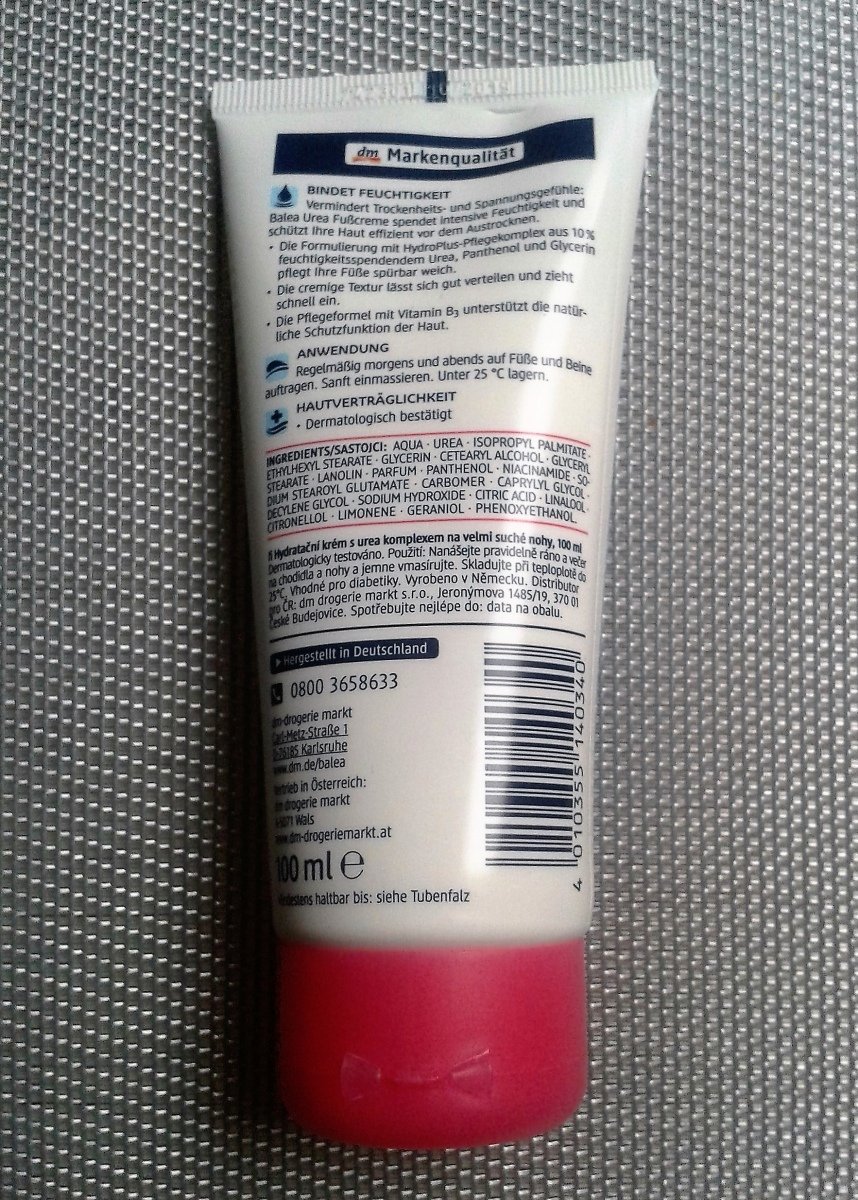 dm Markenqualität
BINDET FEUCHTIGKEIT
Vermindert Trockenheits- und Spannungsgefühle:
Balea Urea Fußcreme spendet intensive Feuchtigkeit und
schützt Ihre Haut effizient vor dem Austrocknen.
• Die Formulierung mit HydroPlus-Pflegekomplex aus 10 %
feuchtigkeitsspendendem Urea, Panthenol und Glycerin
pflegt Ihre Füße spürbar weich.
• Die cremige Textur lässt sich gut verteilen und zieht
schnell ein.
• Die Pflegeformel mit Vitamin B3 unterstützt die natür-
liche Schutzfunktion der Haut.
ANWENDUNG
Regelmäßig morgens und abends auf Füße und Beine
auftragen. Sanft einmassieren. Unter 25 °C lagern.
HAUTVERTRÄGLICHKEIT
• Dermatologisch bestätigt
INGREDIENTS/SASTOJCI: AQUA · UREA · ISOPROPYL PALMITATE ·
ETHYLHEXYL STEARATE · GLYCERIN · CETEARYL ALCOHOL · GLYCERYL
STEARATE · LANOLIN · PARFUM · PANTHENOL · NIACINAMIDE · SO-
DIUM STEAROYL GLUTAMATE · CARBOMER · CAPRYLYL GLYCOL ·
DECYLENE GLYCOL · SODIUM HYDROXIDE · CITRIC ACID · LINALOOL ·
CITRONELLOL · LIMONENE · GERANIOL · PHENOXYETHANOL.
Hydratační krém s urea komplexem na velmi suché nohy, 100 ml
Dermatologicky testováno. Použití: Nanášejte pravidelně ráno a večer
na chodidla a nohy a jemne vmasírujte. Skladujte při teploplotě do
25°C. Vhodné pro diabetiky. Vyrobeno v Německu. Distributor
pro ČR: dm drogerie markt s.r.o., Jeronýmova 1485/19, 370 01
České Budejovice. Spotřebujte nejlépe do: data na obalu.
Hergestellt in Deutschland
0800 3658633
dm-drogerie markt
Carl-Metz-Straße 1
D-76185 Karlsruhe
www.dm.de/balea
Vertrieb in Österreich:
dm drogerie markt
A-5071 Wals
www.dm-drogeriemarkt.at
100 ml e
Mindestens haltbar bis: siehe Tubenfalz
4 010355 140340